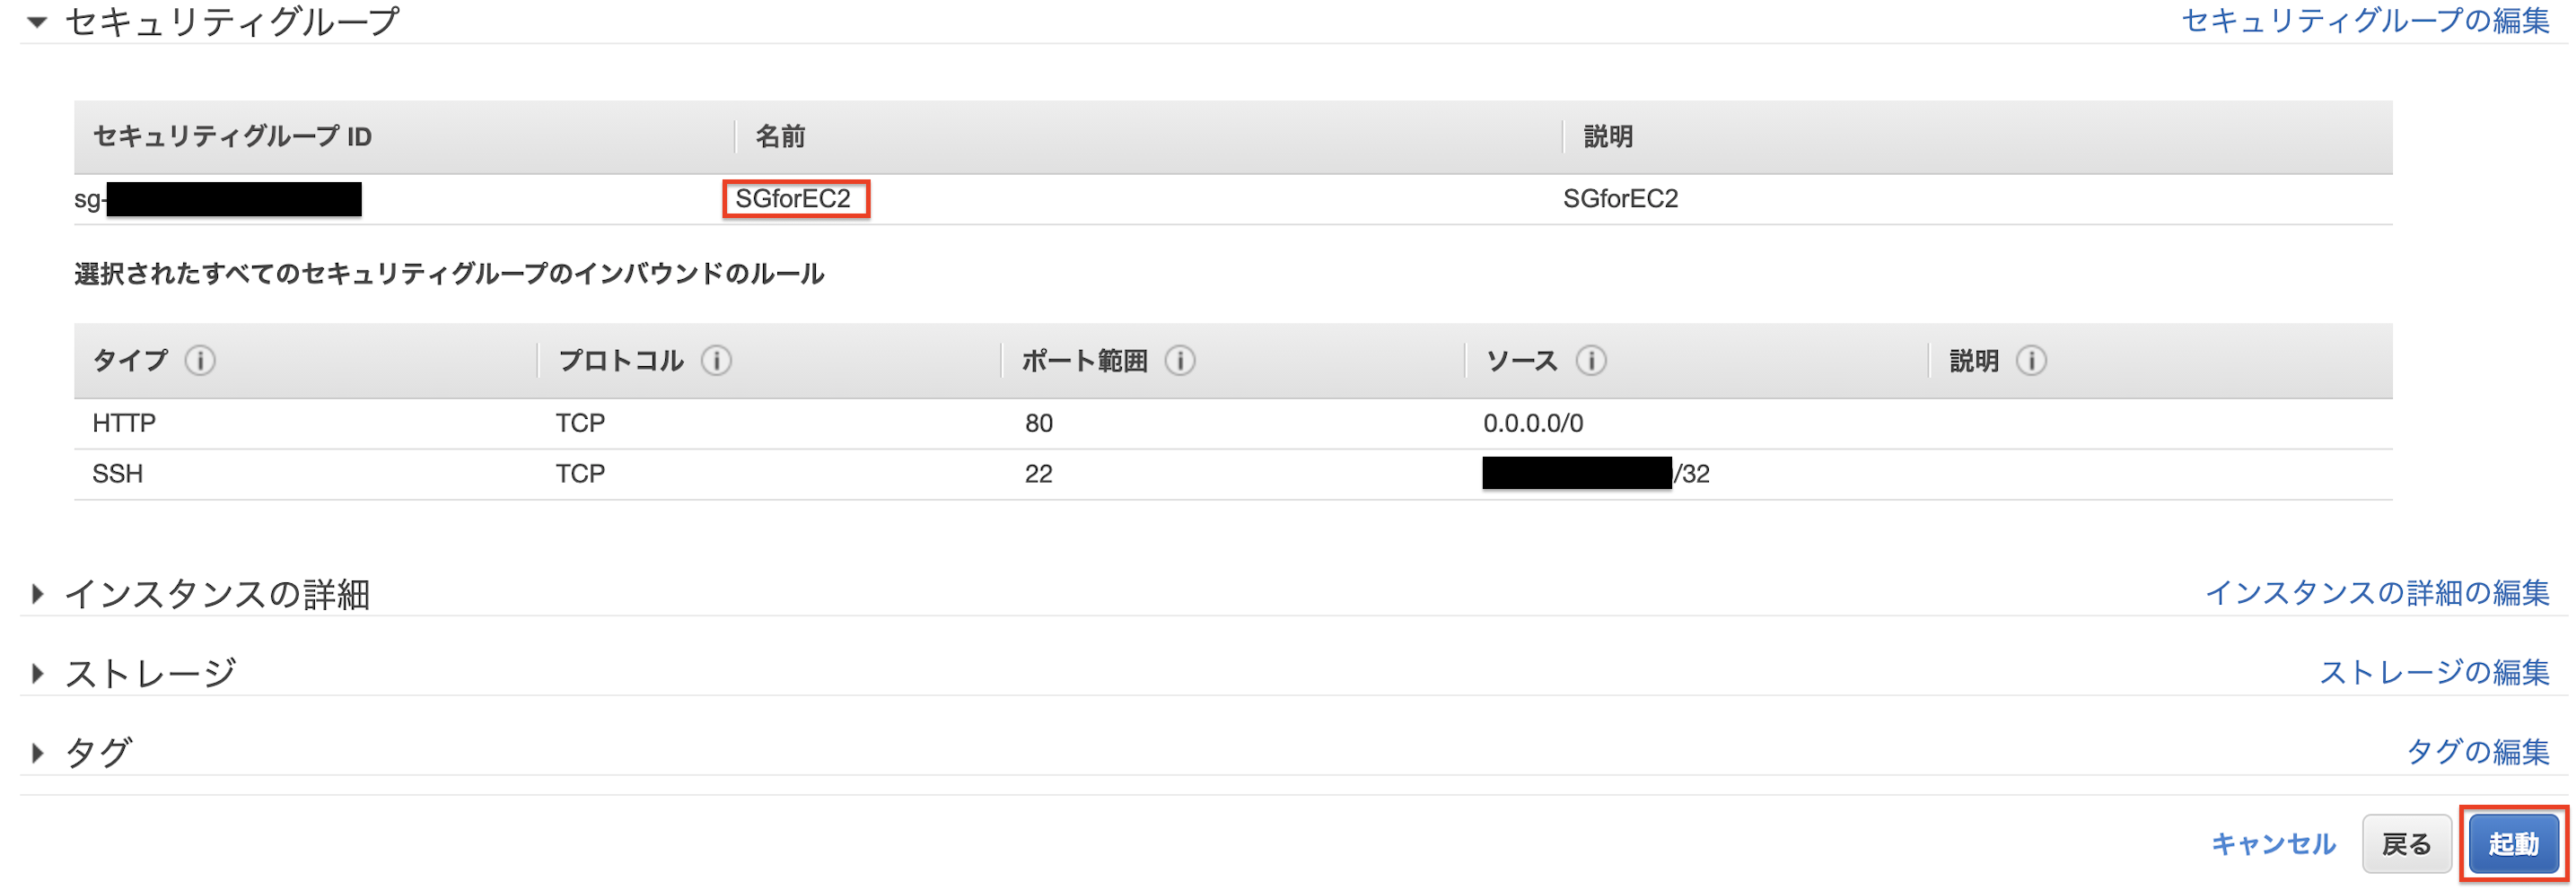 セキュリティグループ
セキュリティグループの編集
セキュリティグループ ID 名前 説明
sg- SGforEC2 SGforEC2
選択されたすべてのセキュリティグループのインバウンドのルール
タイプ プロトコル ポート範囲 ソース 説明
HTTP TCP 80 0.0.0.0/0
SSH TCP 22 /32
インスタンスの詳細
インスタンスの詳細の編集
ストレージ
ストレージの編集
タグ
タグの編集
キャンセル 戻る 起動